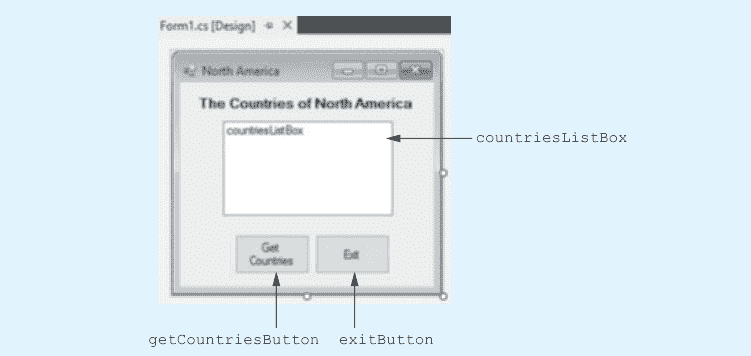 Form1.cs [Design]
North America
The Countries of North America
countriesListBox
countriesListBox
Get
Countries
Exit
getCountriesButton exitButton